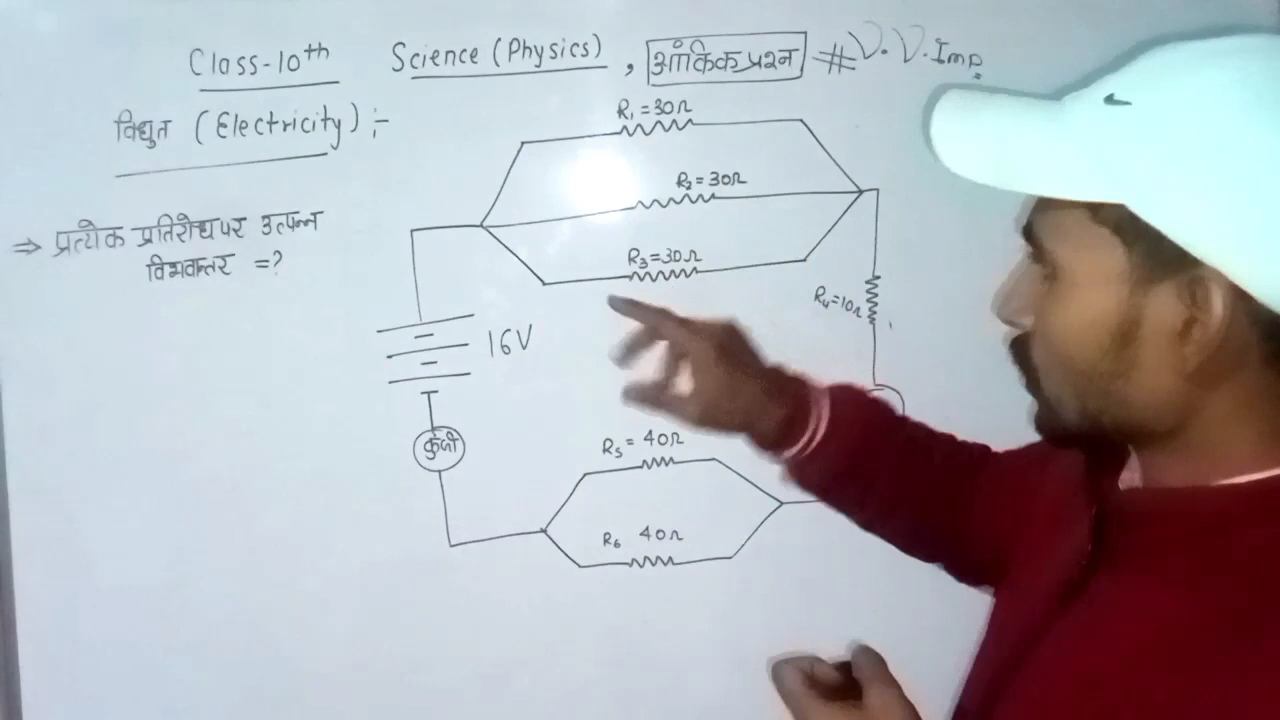 Class-10th Science (Physics), आंकिक प्रश्न # V. V. Imp.
विद्युत (Electricity) :-
R₁ = 30Ω
R₂ = 30Ω
⇒ प्रत्येक प्रतिरोध पर उत्पन्न
विभवान्तर = ?
R₃ = 30Ω
R₄ = 10Ω
16V
कुंजी
R₅ = 40Ω
R₆ 40Ω